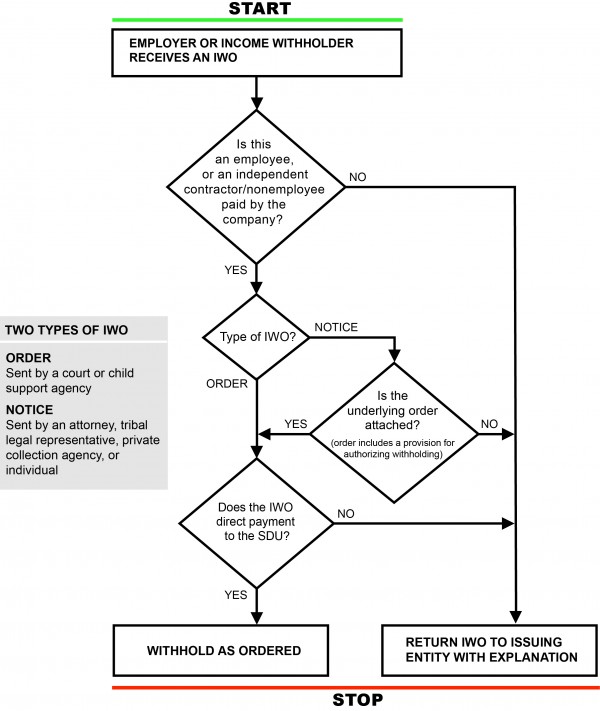 START
EMPLOYER OR INCOME WITHHOLDER
RECEIVES AN IWO
Is this
an employee,
or an independent
contractor/nonemployee
paid by the
company?
NO
YES
Type of IWO?
NOTICE
ORDER
TWO TYPES OF IWO
ORDER
Sent by a court or child
support agency
NOTICE
Sent by an attorney, tribal
legal representative, private
collection agency, or
individual
Is the
underlying order
attached?
(order includes a provision for
authorizing withholding)
YES
NO
Does the IWO
direct payment
to the SDU?
NO
YES
WITHHOLD AS ORDERED
RETURN IWO TO ISSUING
ENTITY WITH EXPLANATION
STOP